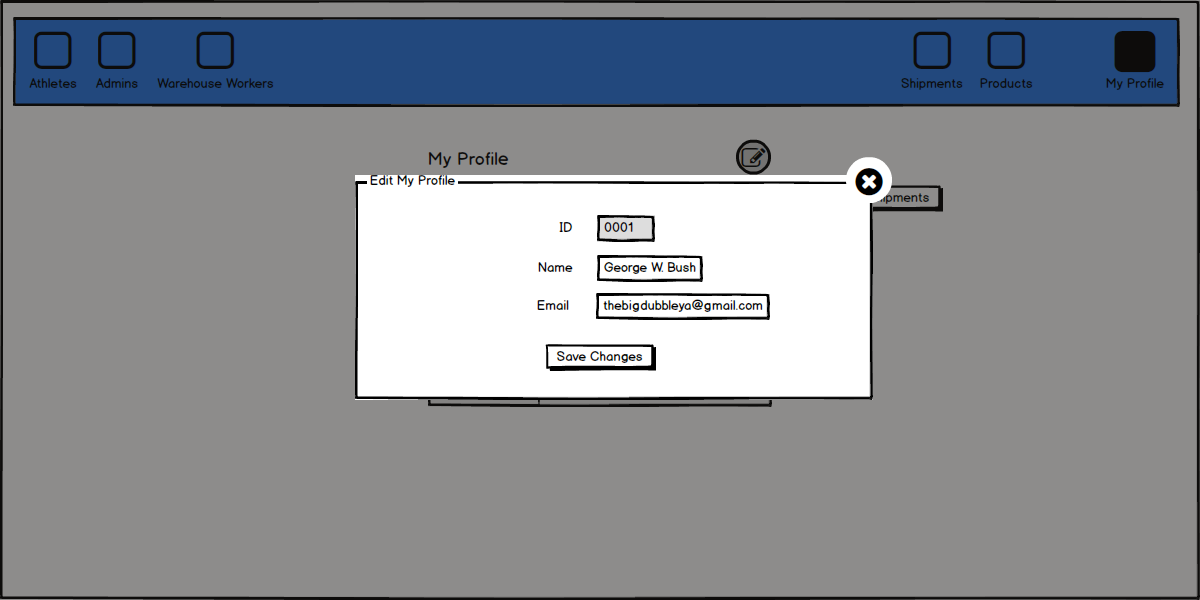 Athletes
Admins
Warehouse Workers
Shipments
Products
My Profile
My Profile
Edit My Profile
ID
0001
Name
George W. Bush
Email
thebigdubbleya@gmail.com
Save Changes